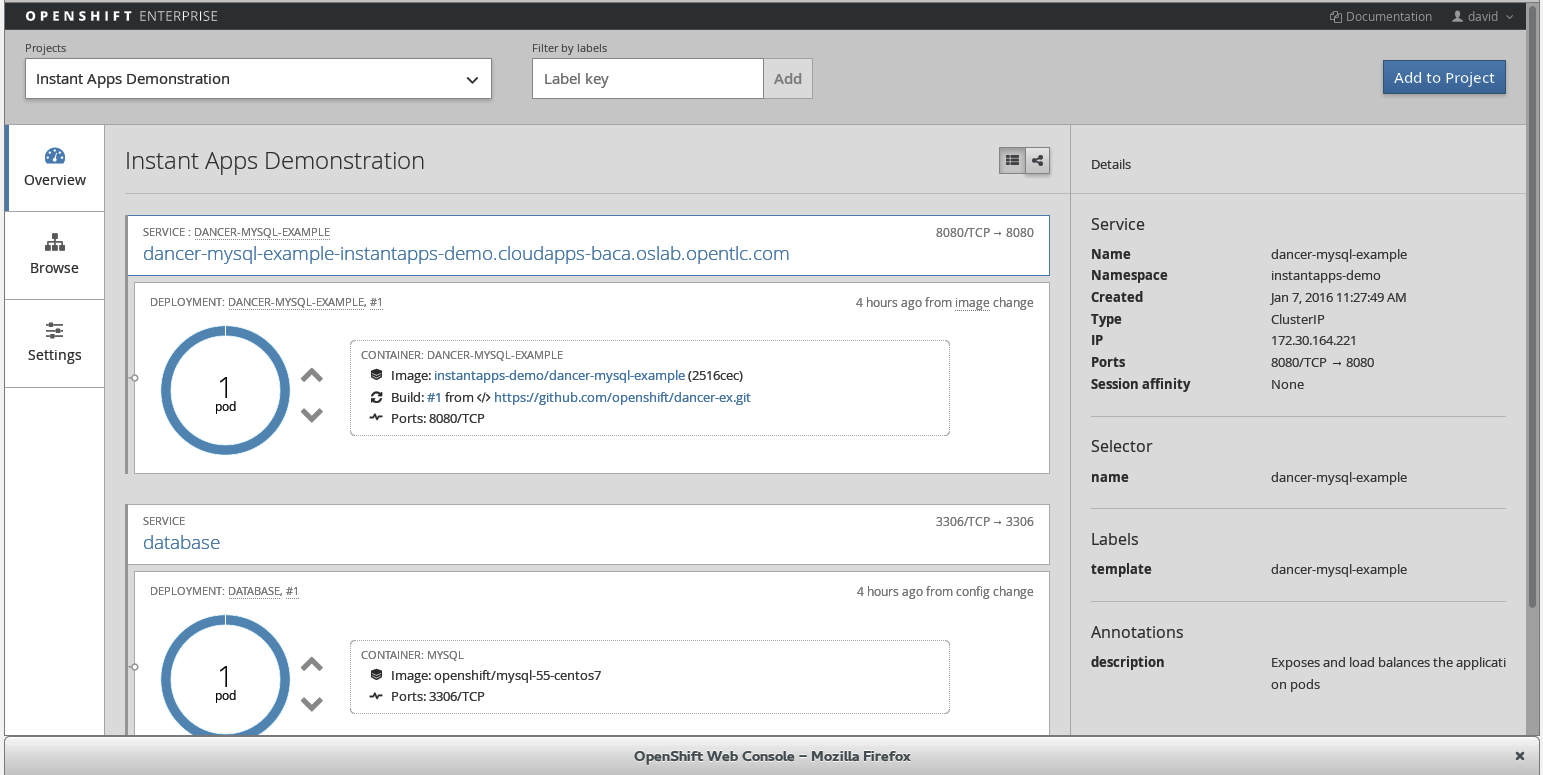 OPENSHIFT ENTERPRISE
Documentation
david
Projects
Filter by labels
Instant Apps Demonstration
Label key
Add
Add to Project
Overview
Browse
Settings
Instant Apps Demonstration
SERVICE : DANCER-MYSQL-EXAMPLE
8080/TCP → 8080
dancer-mysql-example-instantapps-demo.cloudapps-baca.oslab.opentlc.com
DEPLOYMENT: DANCER-MYSQL-EXAMPLE, #1
4 hours ago from image change
1
pod
CONTAINER: DANCER-MYSQL-EXAMPLE
Image: instantapps-demo/dancer-mysql-example (2516cec)
Build: #1 from </> https://github.com/openshift/dancer-ex.git
Ports: 8080/TCP
SERVICE
3306/TCP → 3306
database
DEPLOYMENT: DATABASE, #1
4 hours ago from config change
1
pod
CONTAINER: MYSQL
Image: openshift/mysql-55-centos7
Ports: 3306/TCP
Details
Service
Name dancer-mysql-example
Namespace instantapps-demo
Created Jan 7, 2016 11:27:49 AM
Type ClusterIP
IP 172.30.164.221
Ports 8080/TCP → 8080
Session affinity None
Selector
name dancer-mysql-example
Labels
template dancer-mysql-example
Annotations
description Exposes and load balances the applicati
on pods
OpenShift Web Console – Mozilla Firefox